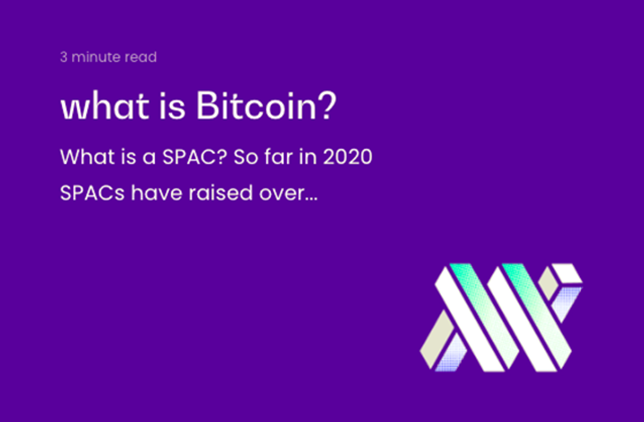 3 minute read
what is Bitcoin?
What is a SPAC? So far in 2020
SPACs have raised over...